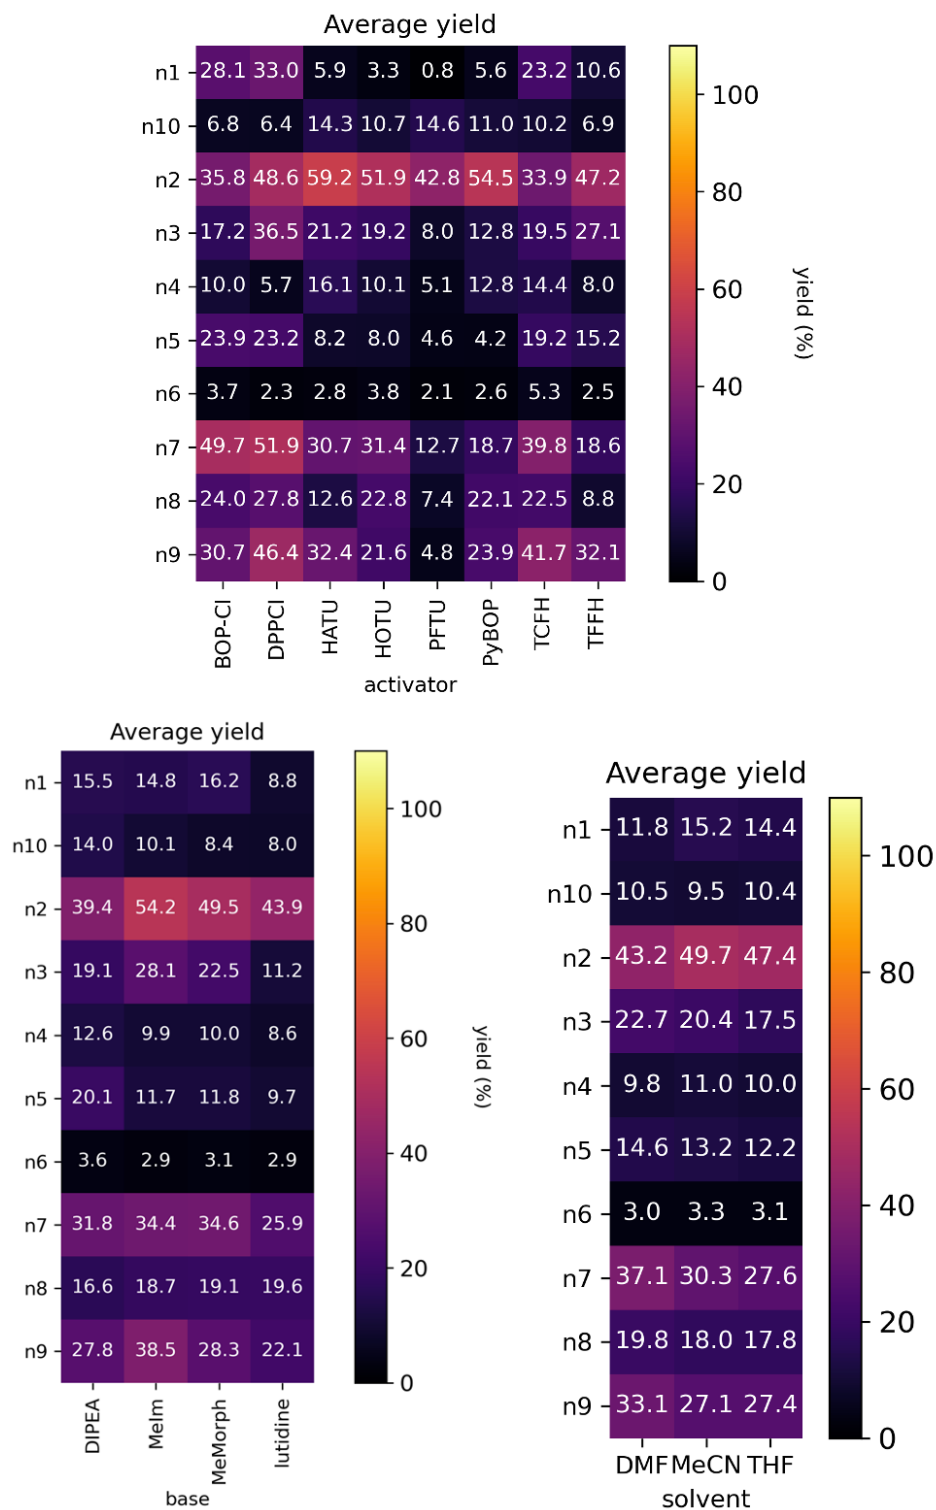 Average yield
n1 28.1 33.0 5.9 3.3 0.8 5.6 23.2 10.6
n10 6.8 6.4 14.3 10.7 14.6 11.0 10.2 6.9
n2 35.8 48.6 59.2 51.9 42.8 54.5 33.9 47.2
n3 17.2 36.5 21.2 19.2 8.0 12.8 19.5 27.1
n4 10.0 5.7 16.1 10.1 5.1 12.8 14.4 8.0
n5 23.9 23.2 8.2 8.0 4.6 4.2 19.2 15.2
n6 3.7 2.3 2.8 3.8 2.1 2.6 5.3 2.5
n7 49.7 51.9 30.7 31.4 12.7 18.7 39.8 18.6
n8 24.0 27.8 12.6 22.8 7.4 22.1 22.5 8.8
n9 30.7 46.4 32.4 21.6 4.8 23.9 41.7 32.1
BOP-Cl DPPCl HATU HOTU PFTU PyBOP TCFH TFFH
activator
100
80
60
40
20
0
yield (%)
Average yield
n1 15.5 14.8 16.2 8.8
n10 14.0 10.1 8.4 8.0
n2 39.4 54.2 49.5 43.9
n3 19.1 28.1 22.5 11.2
n4 12.6 9.9 10.0 8.6
n5 20.1 11.7 11.8 9.7
n6 3.6 2.9 3.1 2.9
n7 31.8 34.4 34.6 25.9
n8 16.6 18.7 19.1 19.6
n9 27.8 38.5 28.3 22.1
DIPEA MeIm MeMorph lutidine
base
100
80
60
40
20
0
yield (%)
Average yield
n1 11.8 15.2 14.4
n10 10.5 9.5 10.4
n2 43.2 49.7 47.4
n3 22.7 20.4 17.5
n4 9.8 11.0 10.0
n5 14.6 13.2 12.2
n6 3.0 3.3 3.1
n7 37.1 30.3 27.6
n8 19.8 18.0 17.8
n9 33.1 27.1 27.4
DMF MeCN THF
solvent
100
80
60
40
20
0